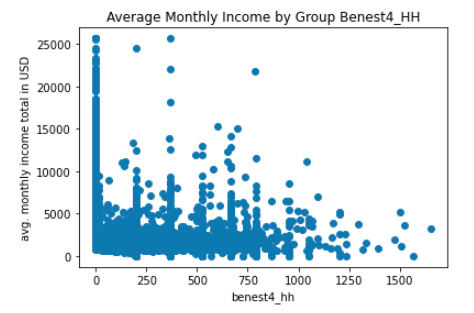 Average Monthly Income by Group Benest4_HH
avg. monthly income total in USD
25000
20000
15000
10000
5000
0
0 250 500 750 1000 1250 1500
benest4_hh